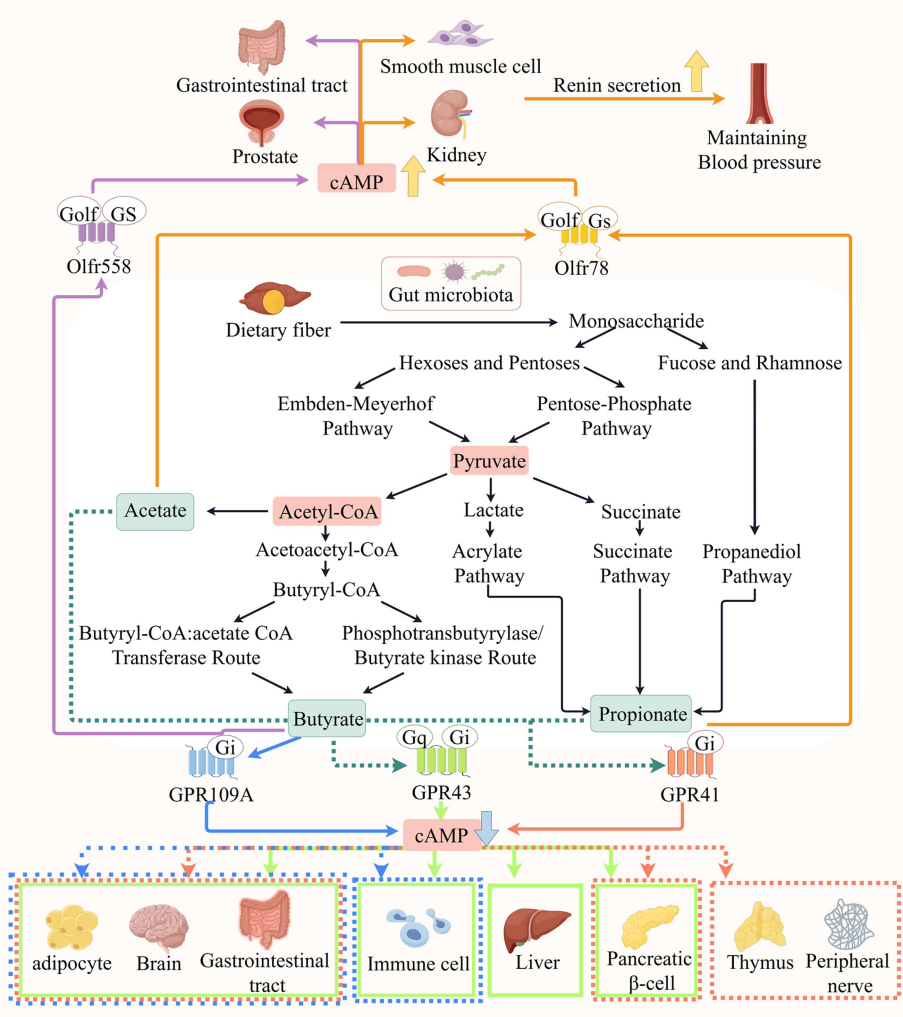 Gastrointestinal tract
Smooth muscle cell
Renin secretion
Prostate
Kidney
Maintaining
Blood pressure
cAMP
Golf
GS
Olfr558
Golf
Gs
Olfr78
Gut microbiota
Dietary fiber
Monosaccharide
Hexoses and Pentoses
Fucose and Rhamnose
Embden-Meyerhof
Pathway
Pentose-Phosphate
Pathway
Pyruvate
Acetate
Acetyl-CoA
Lactate
Succinate
Acetoacetyl-CoA
Acrylate
Pathway
Succinate
Pathway
Propanediol
Pathway
Butyryl-CoA
Butyryl-CoA:acetate CoA
Transferase Route
Phosphotransbutyrylase/
Butyrate kinase Route
Butyrate
Propionate
Gi
GPR109A
Gq
Gi
GPR43
Gi
GPR41
cAMP
adipocyte
Brain
Gastrointestinal
tract
Immune cell
Liver
Pancreatic
β-cell
Thymus
Peripheral
nerve